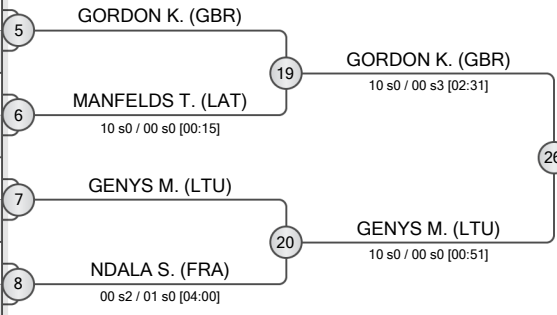 GORDON K. (GBR)
5
19
GORDON K. (GBR)
10 s0 / 00 s3 [02:31]
MANFELDS T. (LAT)
6
10 s0 / 00 s0 [00:15]
26
GENYS M. (LTU)
7
20
GENYS M. (LTU)
10 s0 / 00 s0 [00:51]
NDALA S. (FRA)
8
00 s2 / 01 s0 [04:00]